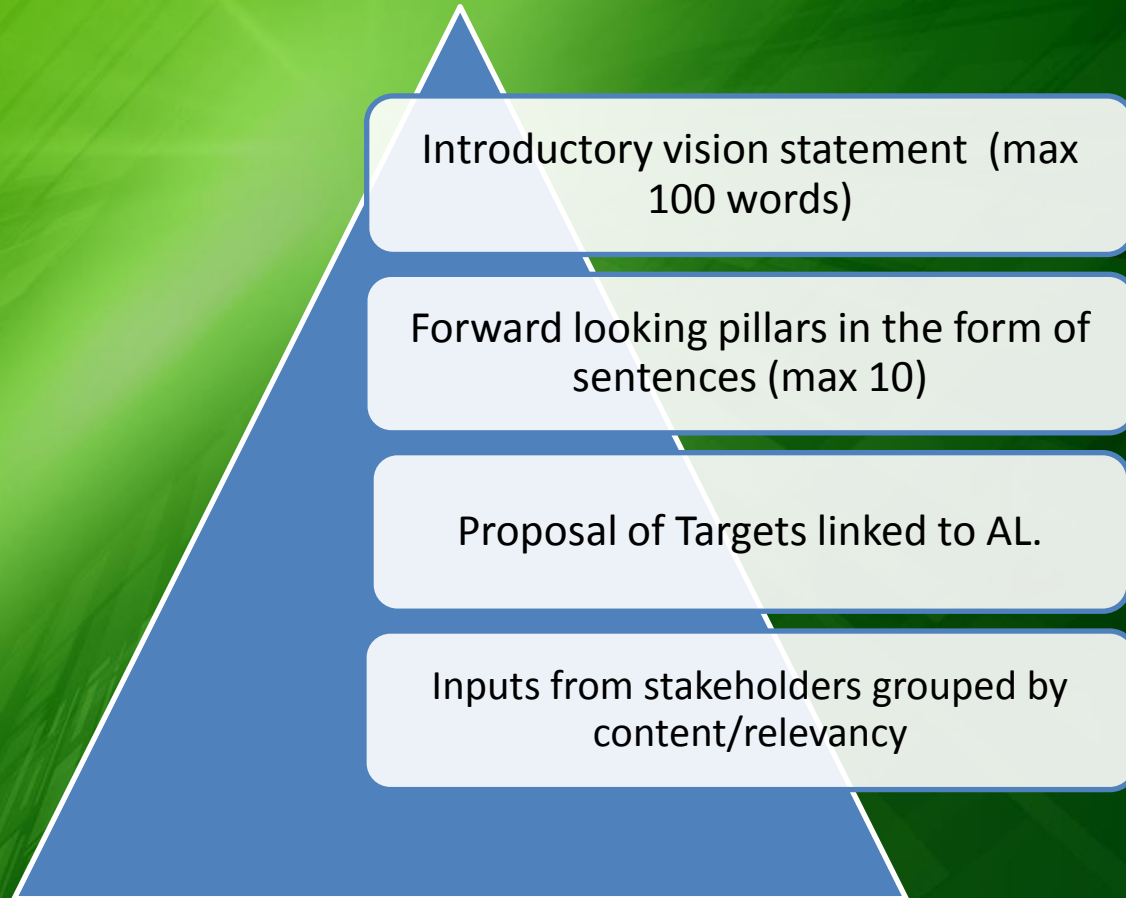 Introductory vision statement  (max
100 words)
Forward looking pillars in the form of
sentences (max 10)
Proposal of Targets linked to AL.
Inputs from stakeholders grouped by
content/relevancy